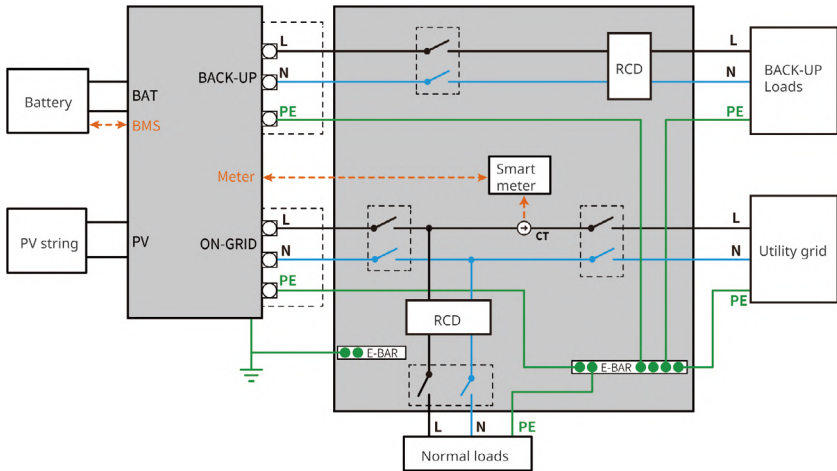 Battery
BAT
BMS
BACK-UP
L
N
PE
RCD
L
N
PE
BACK-UP
Loads
Meter
Smart
meter
PV string
PV
ON-GRID
L
N
PE
CT
L
N
PE
Utility grid
RCD
E-BAR
E-BAR
L
N
PE
Normal loads